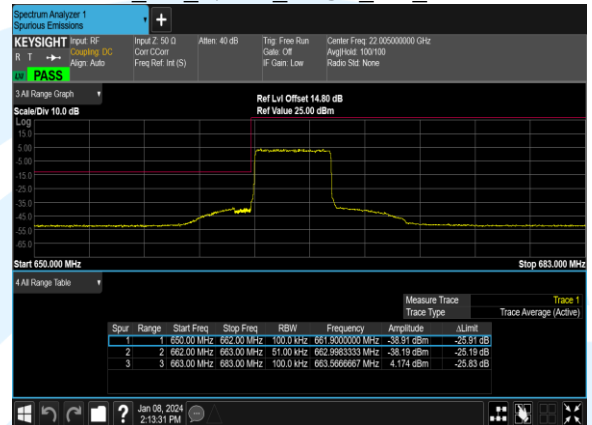 Spectrum Analyzer 1
Spurious Emissions
+
KEYSIGHT Input: RF Input Z: 50 Ω Atten: 40 dB Trig: Free Run Center Freq: 22.005000000 GHz
R T Coupling: DC Corr CCorr Gate: Off Avg|Hold: 100/100
Align: Auto Freq Ref: Int (S) IF Gain: Low Radio Std: None
LV PASS
3 All Range Graph
Ref Lvl Offset 14.80 dB
Scale/Div 10.0 dB Ref Value 25.00 dBm
Log
15.0
5.00
-5.00
-15.0
-25.0
-35.0
-45.0
-55.0
-65.0
Start 650.000 MHz Stop 683.000 MHz
4 All Range Table
Measure Trace Trace 1
Trace Type Trace Average (Active)
Spur Range Start Freq Stop Freq RBW Frequency Amplitude ΔLimit
1 1 650.00 MHz 662.00 MHz 100.0 kHz 661.9000000 MHz -38.91 dBm -25.91 dB
2 2 662.00 MHz 663.00 MHz 51.00 kHz 662.9983333 MHz -38.19 dBm -25.19 dB
3 3 663.00 MHz 683.00 MHz 100.0 kHz 663.5666667 MHz 4.174 dBm -25.83 dB
? Jan 08, 2024
2:13:31 PM